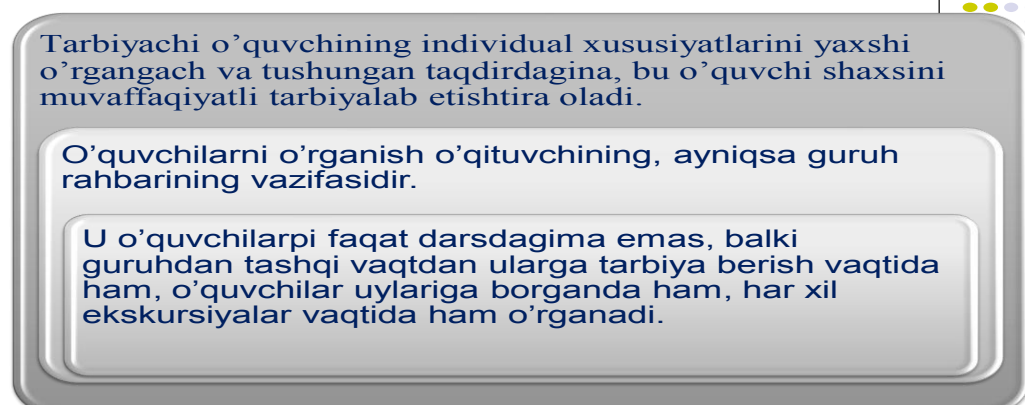 Tarbiyachi o’quvchining individual xususiyatlarini yaxshi
o’rgangach va tushungan taqdirdagina, bu o’quvchi shaxsini
muvaffaqiyatli tarbiyalab etishtira oladi.
O’quvchilarni o’rganish o’qituvchining, ayniqsa guruh
rahbarining vazifasidir.
U o’quvchilarpi faqat darsdagima emas, balki
guruhdan tashqi vaqtdan ularga tarbiya berish vaqtida
ham, o’quvchilar uylariga borganda ham, har xil
ekskursiyalar vaqtida ham o’rganadi.